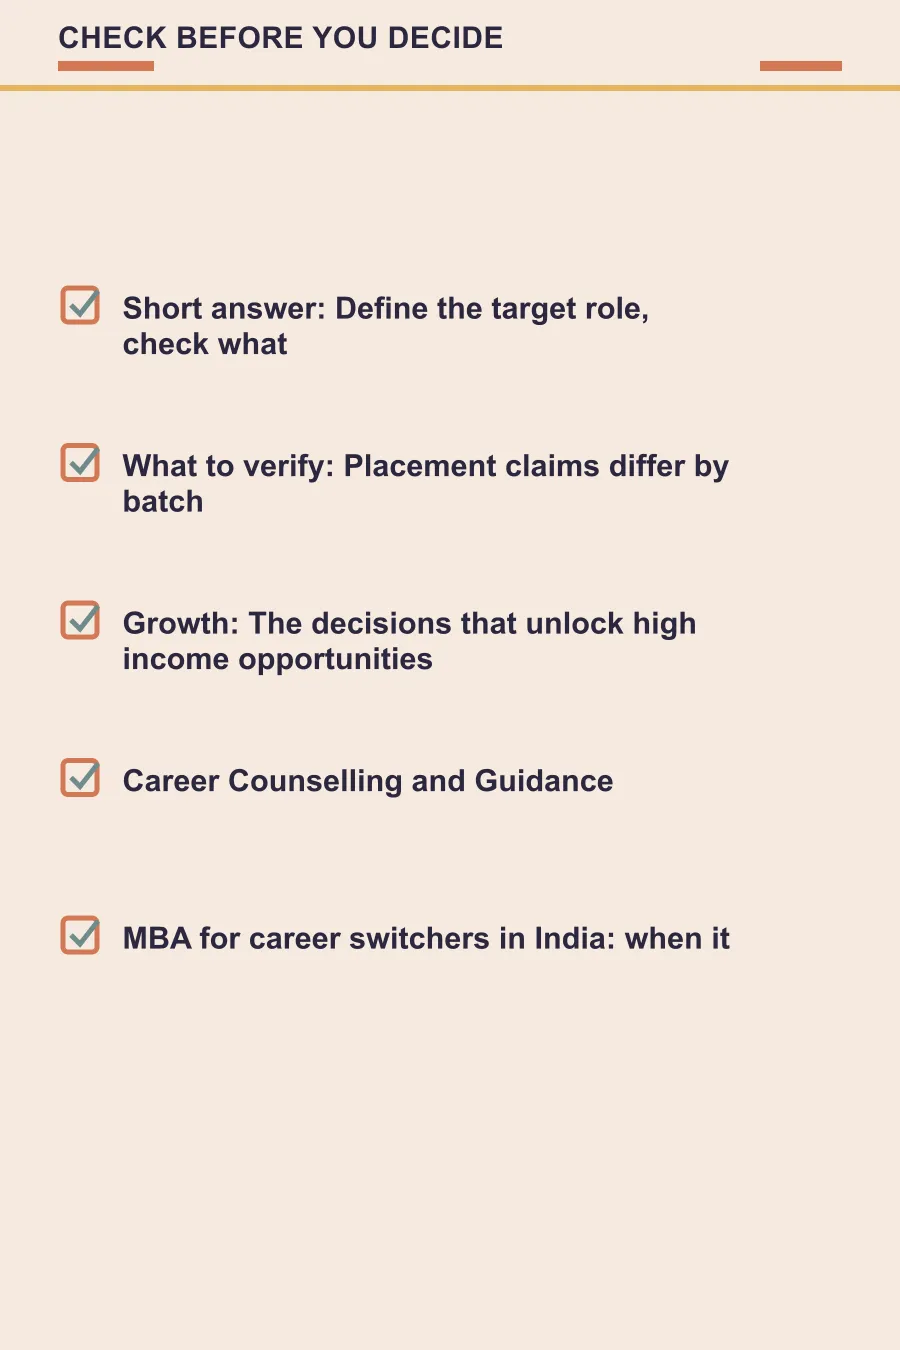 CHECK BEFORE YOU DECIDE
Short answer: Define the target role,
check what
What to verify: Placement claims differ by
batch
Growth: The decisions that unlock high
income opportunities
Career Counselling and Guidance
MBA for career switchers in India: when it